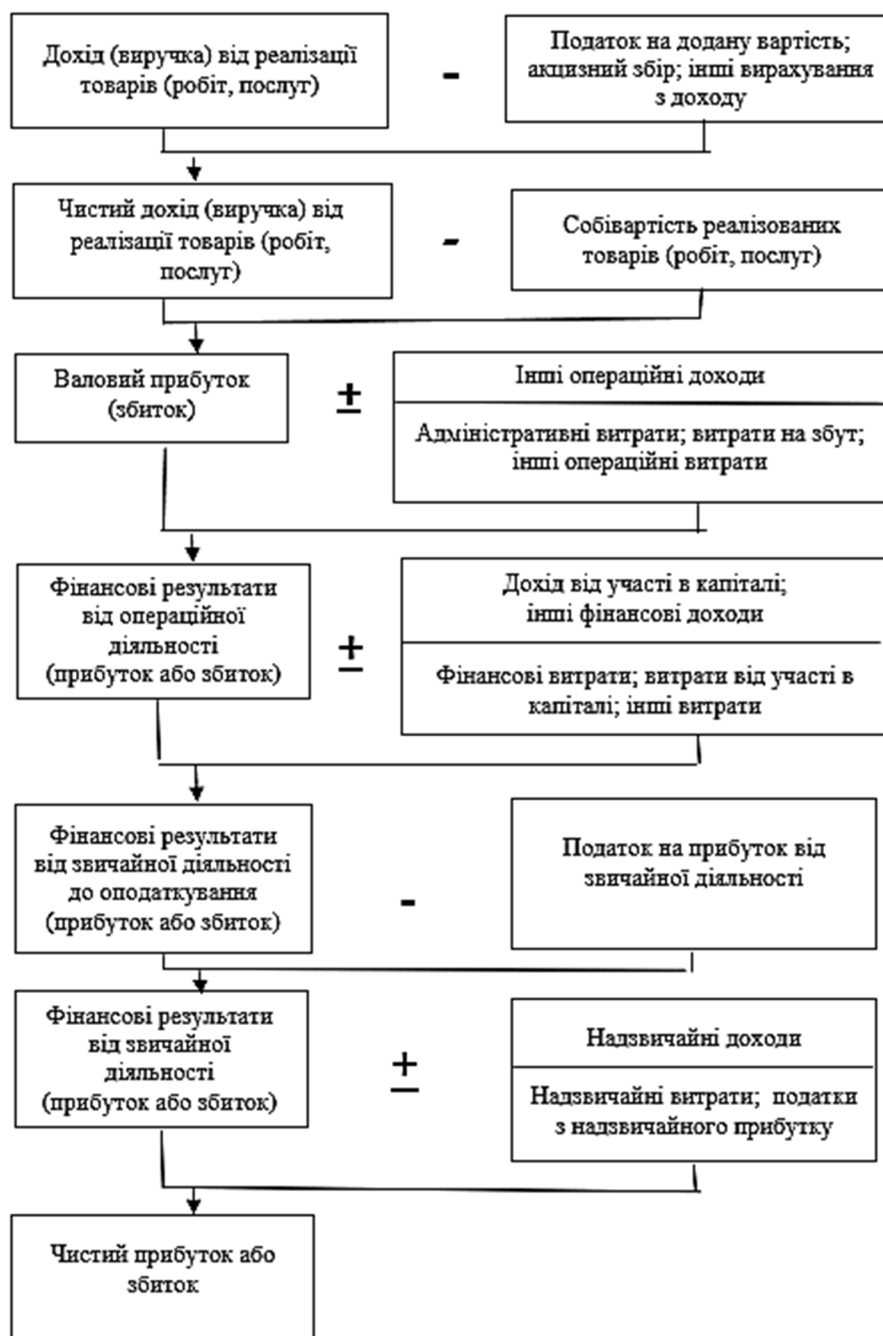 Дохід (виручка) від реалізації
товарів (робіт, послуг)
-
Податок на додану вартість;
акцизний збір; інші вирахування
з доходу
Чистий дохід (виручка) від
реалізації товарів (робіт,
послуг)
-
Собівартість реалізованих
товарів (робіт, послуг)
Валовий прибуток
(збиток)
±
Інші операційні доходи
Адміністративні витрати; витрати на збут;
інші операційні витрати
Фінансові результати
від операційної
діяльності
(прибуток або збиток)
±
Дохід від участі в капіталі;
інші фінансові доходи
Фінансові витрати; витрати від участі в
капіталі; інші витрати
Фінансові результати
від звичайної діяльності
до оподаткування
(прибуток або збиток)
-
Податок на прибуток від
звичайної діяльності
Фінансові результати
від звичайної
діяльності
(прибуток або збиток)
±
Надзвичайні доходи
Надзвичайні витрати; податки
з надзвичайного прибутку
Чистий прибуток або
збиток